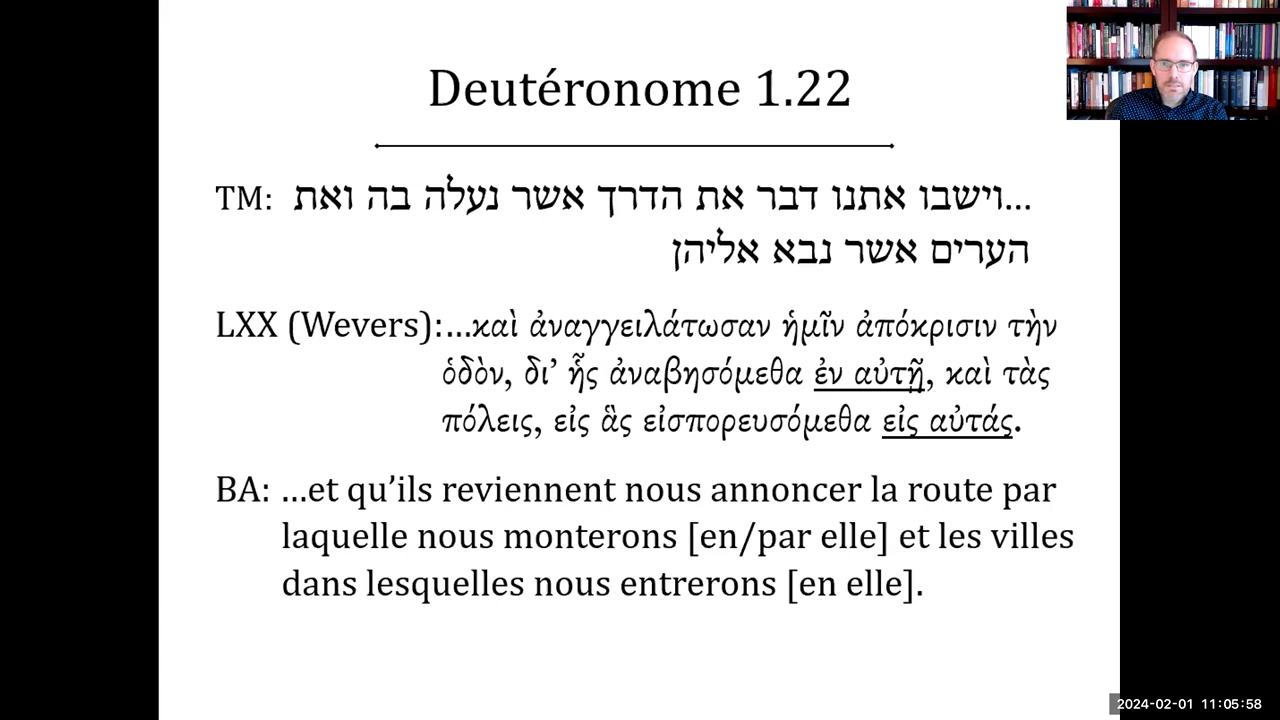 Deutéronome 1.22
TM: …וישבו אתנו דבר את הדרך אשר נעלה בה ואת
הערים אשר נבא אליהן
LXX (Wevers):…καὶ ἀναγγειλάτωσαν ἡμῖν ἀπόκρισιν τὴν
ὁδὸν, δι’ ἧς ἀναβησόμεθα ἐν αὐτῇ, καὶ τὰς
πόλεις, εἰς ἃς εἰσπορευσόμεθα εἰς αὐτάς.
BA: …et qu’ils reviennent nous annoncer la route par
laquelle nous monterons [en/par elle] et les villes
dans lesquelles nous entrerons [en elle].
2024-02-01 11:05:58